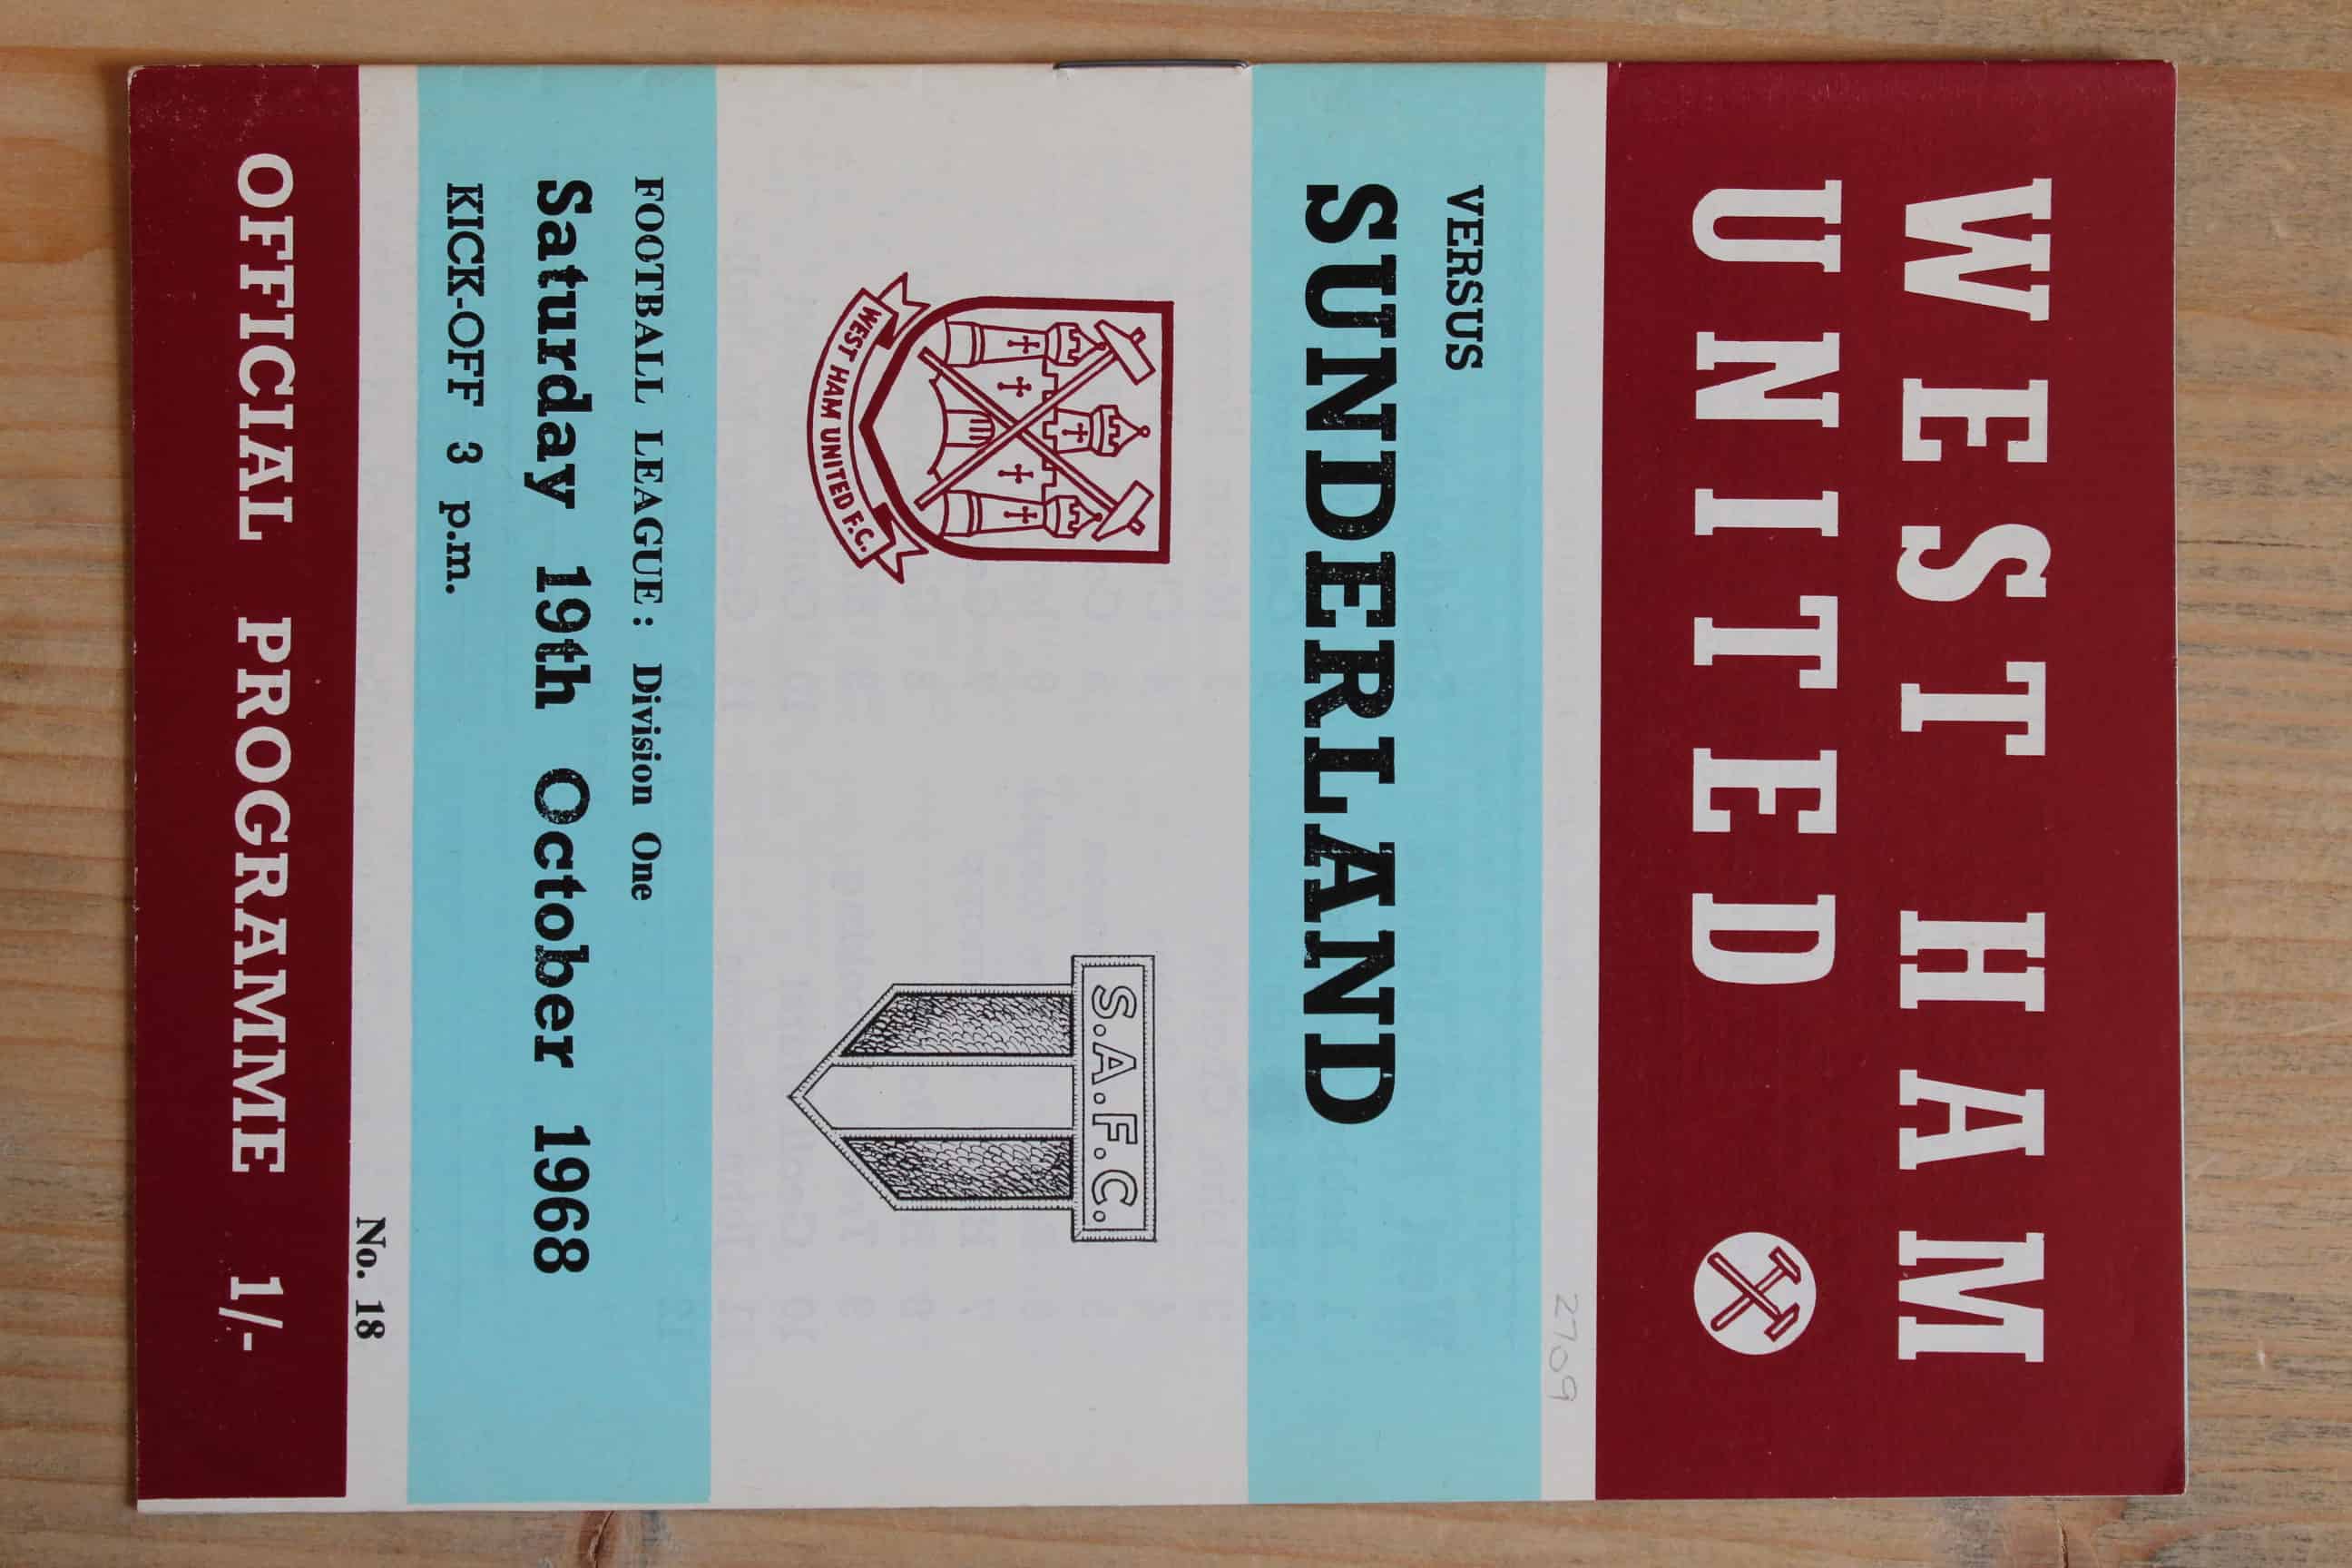 WEST HAM
UNITED
2709
VERSUS
SUNDERLAND
WEST HAM UNITED F.C.
S.A.F.C.
FOOTBALL LEAGUE: Division One
Saturday 19th October 1968
KICK-OFF 3 p.m.
No. 18
OFFICIAL PROGRAMME 1/-